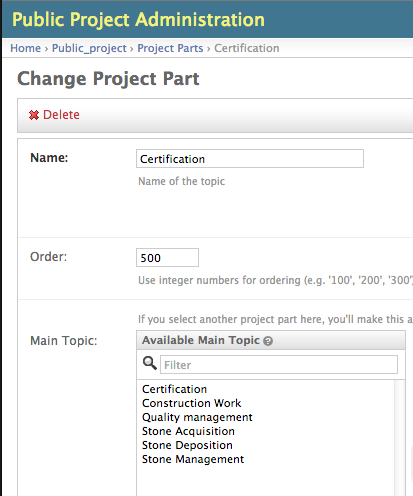 Public Project Administration
Home › Public_project › Project Parts › Certification
Change Project Part
Delete
Name: Certification
Name of the topic
Order: 500
Use integer numbers for ordering (e.g. '100', '200', '300'
If you select another project part here, you'll make this a
Main Topic: Available Main Topic ?
Filter
Certification
Construction Work
Quality management
Stone Acquisition
Stone Deposition
Stone Management